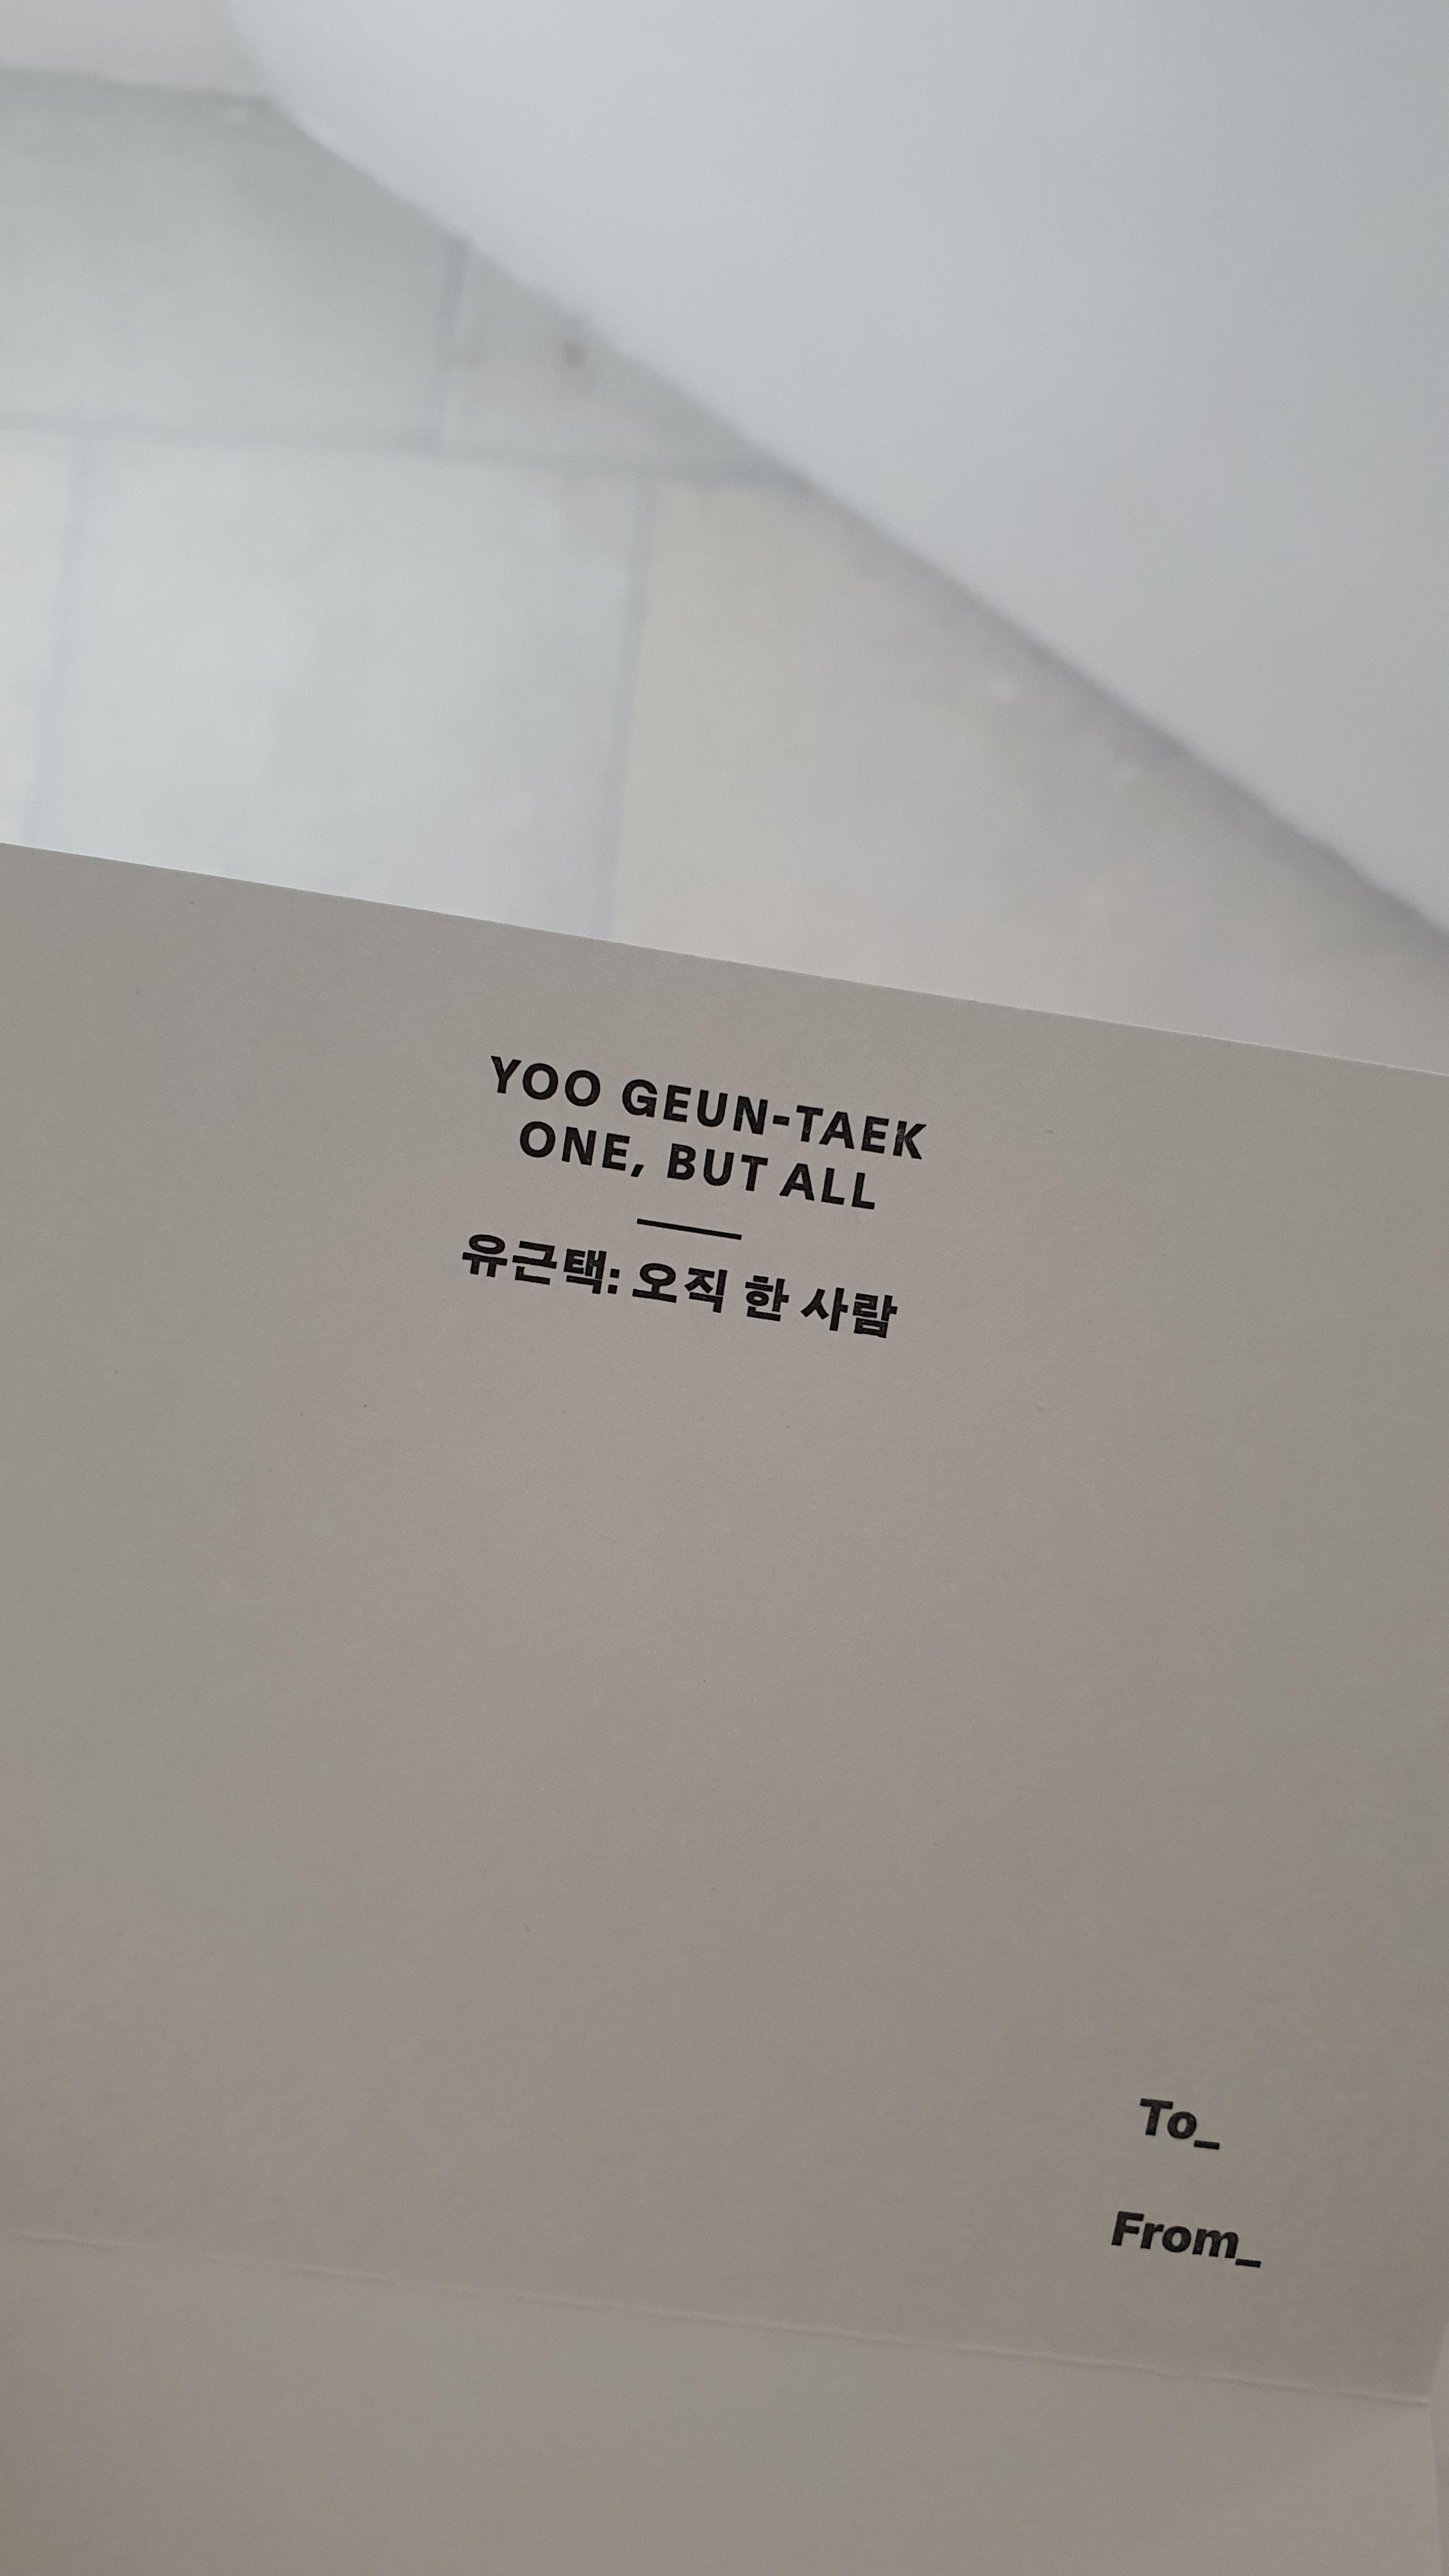 YOO GEUN-TAEK
ONE, BUT ALL
유근택: 오직 한 사람
To_
From_